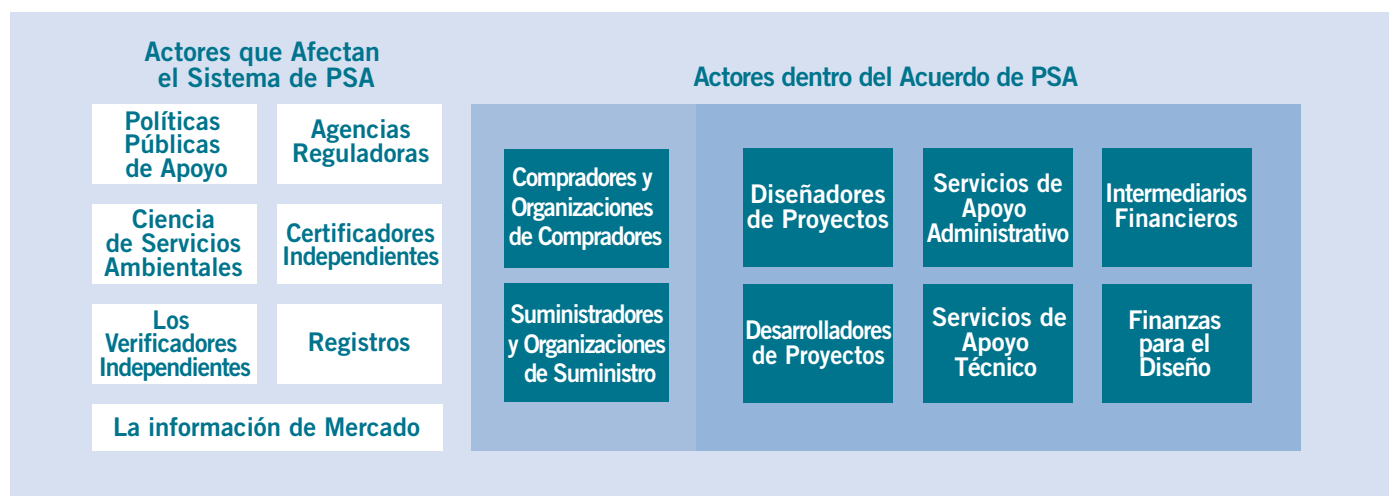 Actores que Afectan
el Sistema de PSA
Políticas
Públicas
de Apoyo
Agencias
Reguladoras
Ciencia
de Servicios
Ambientales
Certificadores
Independientes
Los
Verificadores
Independientes
Registros
La información de Mercado
Actores dentro del Acuerdo de PSA
Compradores y
Organizaciones
de Compradores
Suministradores
y Organizaciones
de Suministro
Diseñadores
de Proyectos
Servicios de
Apoyo
Administrativo
Intermediarios
Financieros
Desarrolladores
de Proyectos
Servicios de
Apoyo
Técnico
Finanzas
para el
Diseño